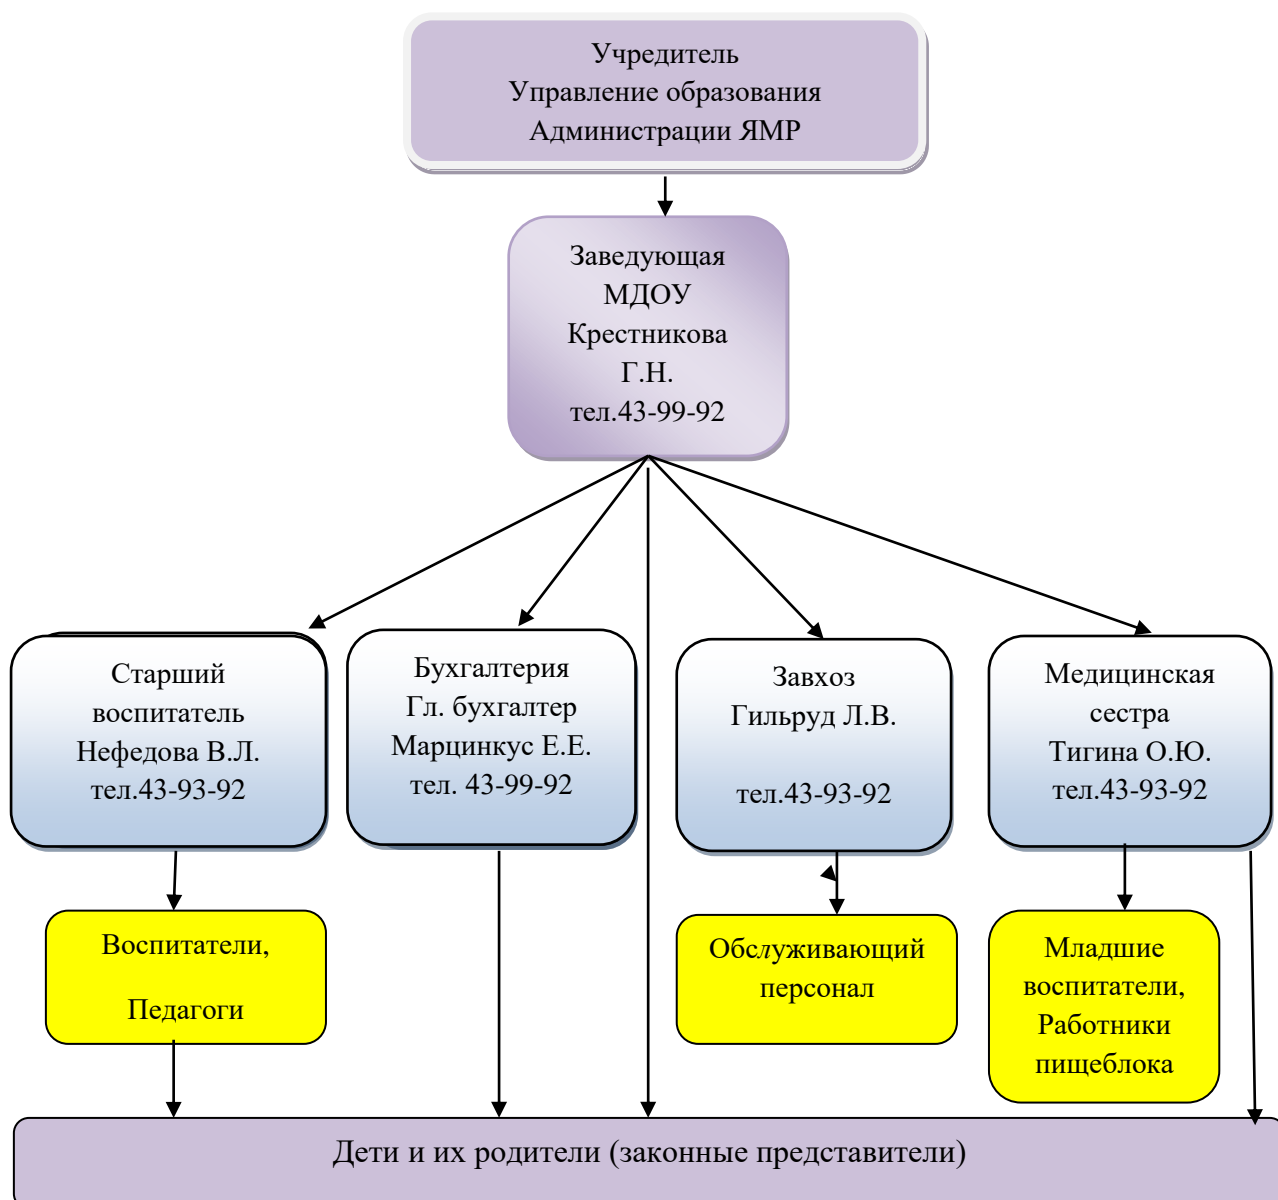 Учредитель
Управление образования
Администрации ЯМР
Заведующая
МДОУ
Крестникова
Г.Н.
тел.43-99-92
Старший
воспитатель
Нефедова В.Л.
тел.43-93-92
Бухгалтерия
Гл. бухгалтер
Марцинкус Е.Е.
тел. 43-99-92
Завхоз
Гильруд Л.В.
тел.43-93-92
Медицинская
сестра
Тигина О.Ю.
тел.43-93-92
Воспитатели,
Педагоги
Обслуживающий
персонал
Младшие
воспитатели,
Работники
пищеблока
Дети и их родители (законные представители)